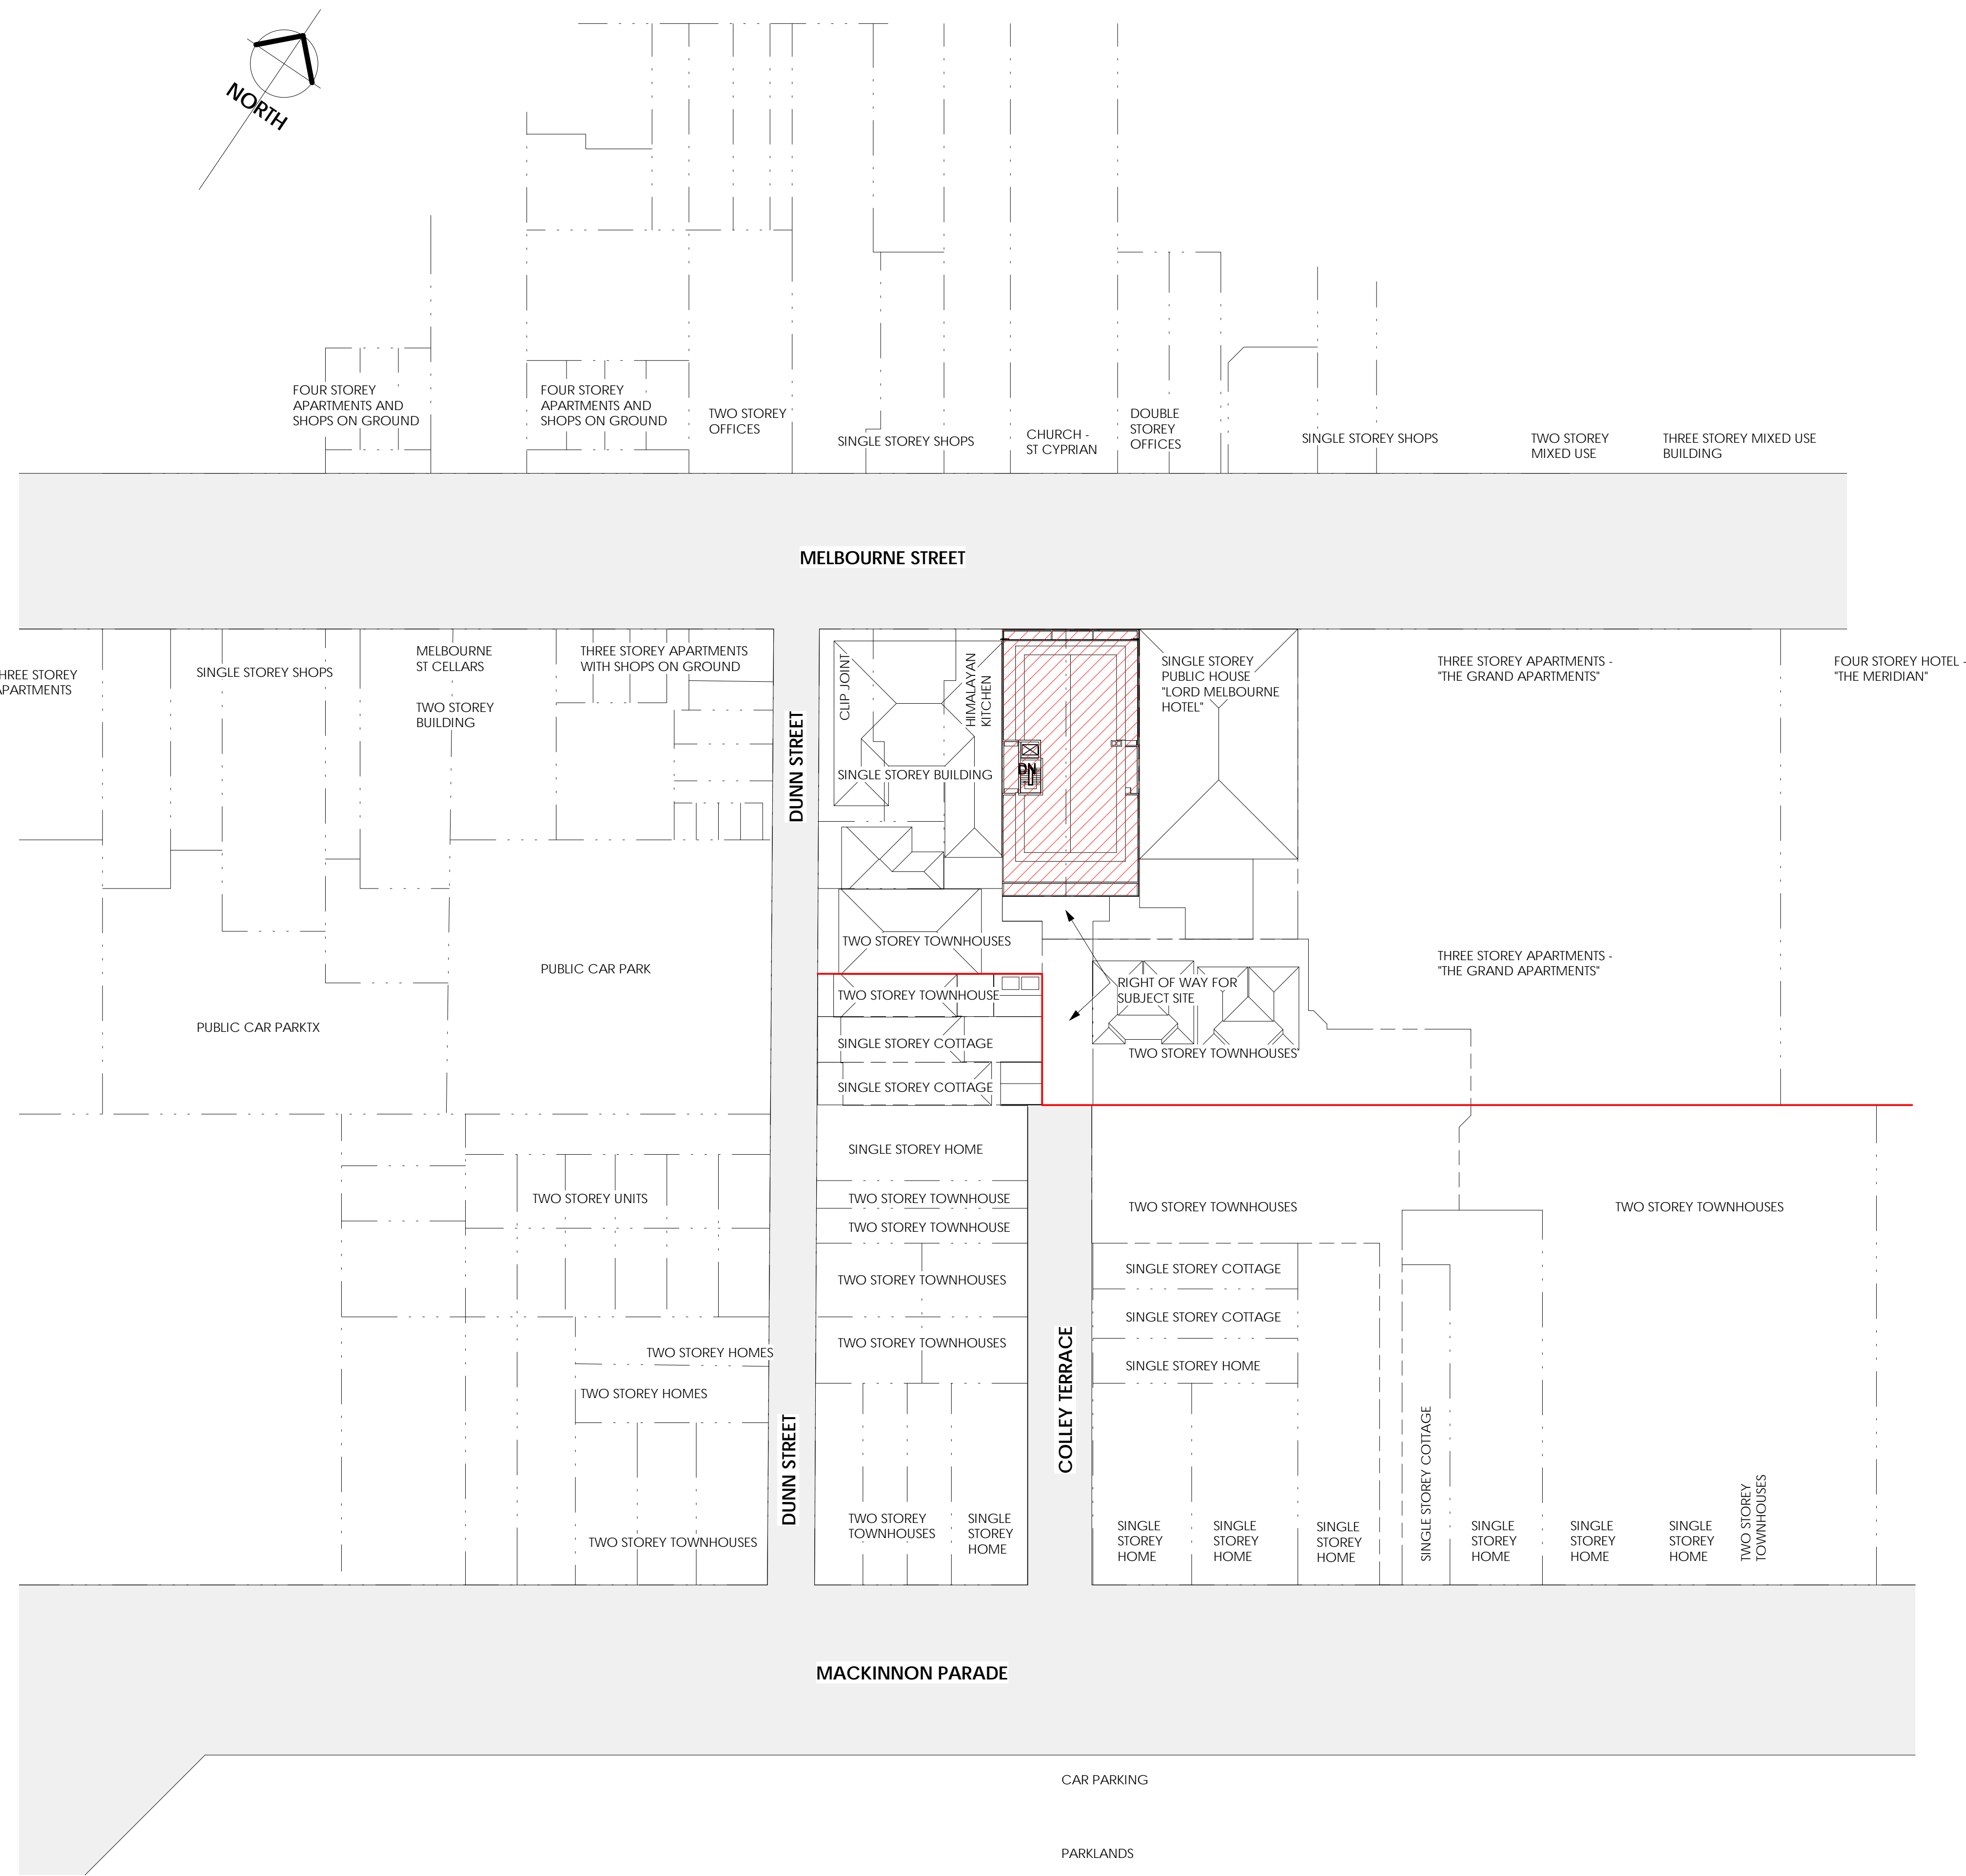 NORTH
FOUR STOREY
APARTMENTS AND
SHOPS ON GROUND
FOUR STOREY
APARTMENTS AND
SHOPS ON GROUND
TWO STOREY
OFFICES
SINGLE STOREY SHOPS
CHURCH -
ST CYPRIAN
DOUBLE
STOREY
OFFICES
SINGLE STOREY SHOPS
TWO STOREY
MIXED USE
THREE STOREY MIXED USE
BUILDING
MELBOURNE STREET
HREE STOREY
APARTMENTS
SINGLE STOREY SHOPS
MELBOURNE
ST CELLARS
TWO STOREY
BUILDING
THREE STOREY APARTMENTS
WITH SHOPS ON GROUND
DUNN STREET
CLIP JOINT
HIMALAYAN
KITCHEN
SINGLE STOREY BUILDING
DN
SINGLE STOREY
PUBLIC HOUSE
"LORD MELBOURNE
HOTEL"
THREE STOREY APARTMENTS -
"THE GRAND APARTMENTS"
FOUR STOREY HOTEL -
"THE MERIDIAN"
PUBLIC CAR PARK
PUBLIC CAR PARKTX
TWO STOREY TOWNHOUSES
TWO STOREY TOWNHOUSE
SINGLE STOREY COTTAGE
SINGLE STOREY COTTAGE
RIGHT OF WAY FOR
SUBJECT SITE
TWO STOREY TOWNHOUSES
THREE STOREY APARTMENTS -
"THE GRAND APARTMENTS"
TWO STOREY UNITS
SINGLE STOREY HOME
TWO STOREY TOWNHOUSE
TWO STOREY TOWNHOUSE
TWO STOREY TOWNHOUSES
TWO STOREY TOWNHOUSES
TWO STOREY TOWNHOUSES
TWO STOREY TOWNHOUSES
SINGLE STOREY COTTAGE
SINGLE STOREY COTTAGE
SINGLE STOREY HOME
TWO STOREY HOMES
TWO STOREY HOMES
TWO STOREY TOWNHOUSES
DUNN STREET
TWO STOREY
TOWNHOUSES
SINGLE
STOREY
HOME
COLLEY TERRACE
SINGLE
STOREY
HOME
SINGLE
STOREY
HOME
SINGLE
STOREY
HOME
SINGLE STOREY COTTAGE
SINGLE
STOREY
HOME
SINGLE
STOREY
HOME
SINGLE
STOREY
HOME
TWO STOREY
TOWNHOUSES
MACKINNON PARADE
CAR PARKING
PARKLANDS